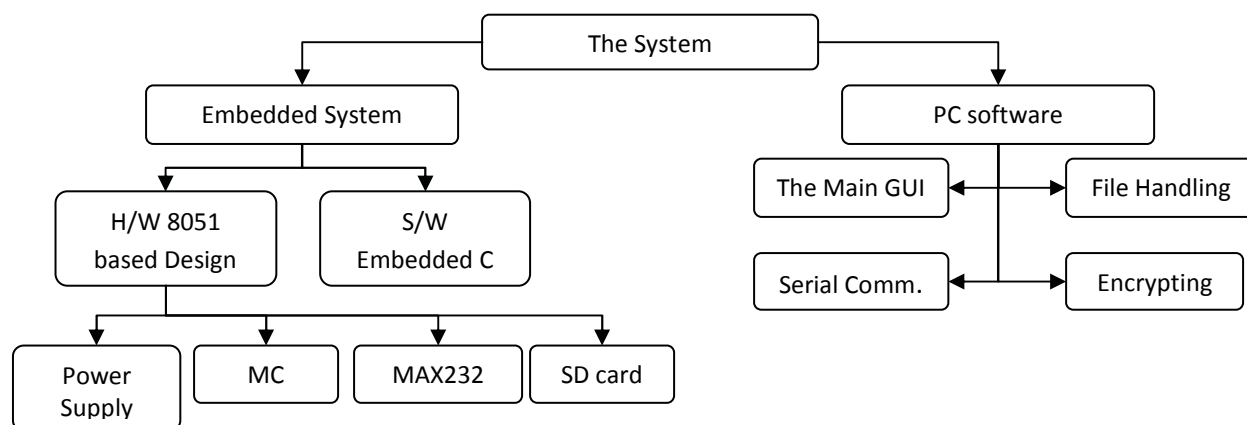 The System
Embedded System
PC software
The Main GUI
File Handling
H/W 8051
based Design
S/W
Embedded C
Serial Comm.
Encrypting
Power
Supply
MC
MAX232
SD card